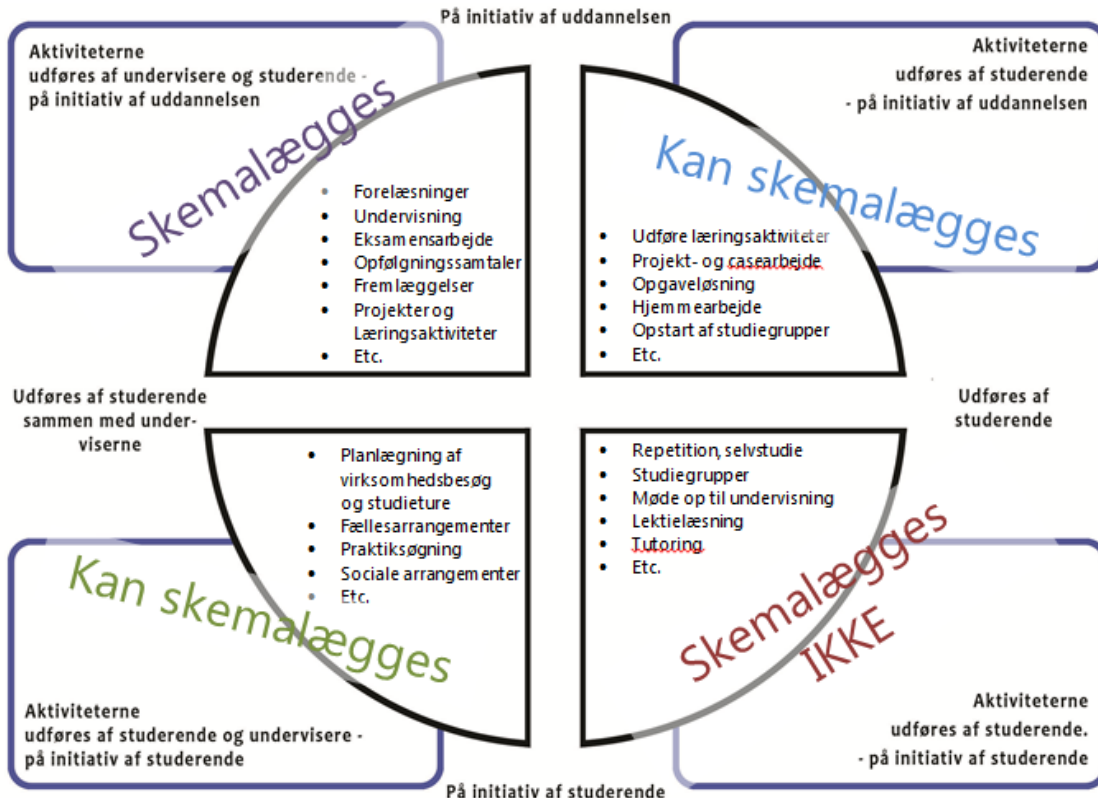 På initiativ af uddannelsen
Aktiviteterne
udføres af undervisere og studerende -
på initiativ af uddannelsen
Skemalægges
Forelæsninger
Undervisning
Eksamensarbejde
Opfølgningssamtaler
Fremlæggelser
Projekter og
Læringsaktiviteter
Etc.
Aktiviteterne
udføres af studerende
- på initiativ af uddannelsen
Kan skemalægges
Udføre læringsaktiviteter
Projekt- og casearbejde
Opgaveløsning
Hjemmearbejde
Opstart af studiegrupper
Etc.
Udføres af studerende
sammen med under-
viserne
Udføres af
studerende
Planlægning af
virksomhedsbesøg
og studieture
Fællesarrangementer
Praktiksøgning
Sociale arrangementer
Etc.
Kan skemalægges
Aktiviteterne
udføres af studerende og undervisere -
på initiativ af studerende
Repetition, selvstudie
Studiegrupper
Møde op til undervisning
Lektielæsning
Tutoring
Etc.
Skemalægges
IKKE
Aktiviteterne
udføres af studerende.
- på initiativ af studerende
På initiativ af studerende